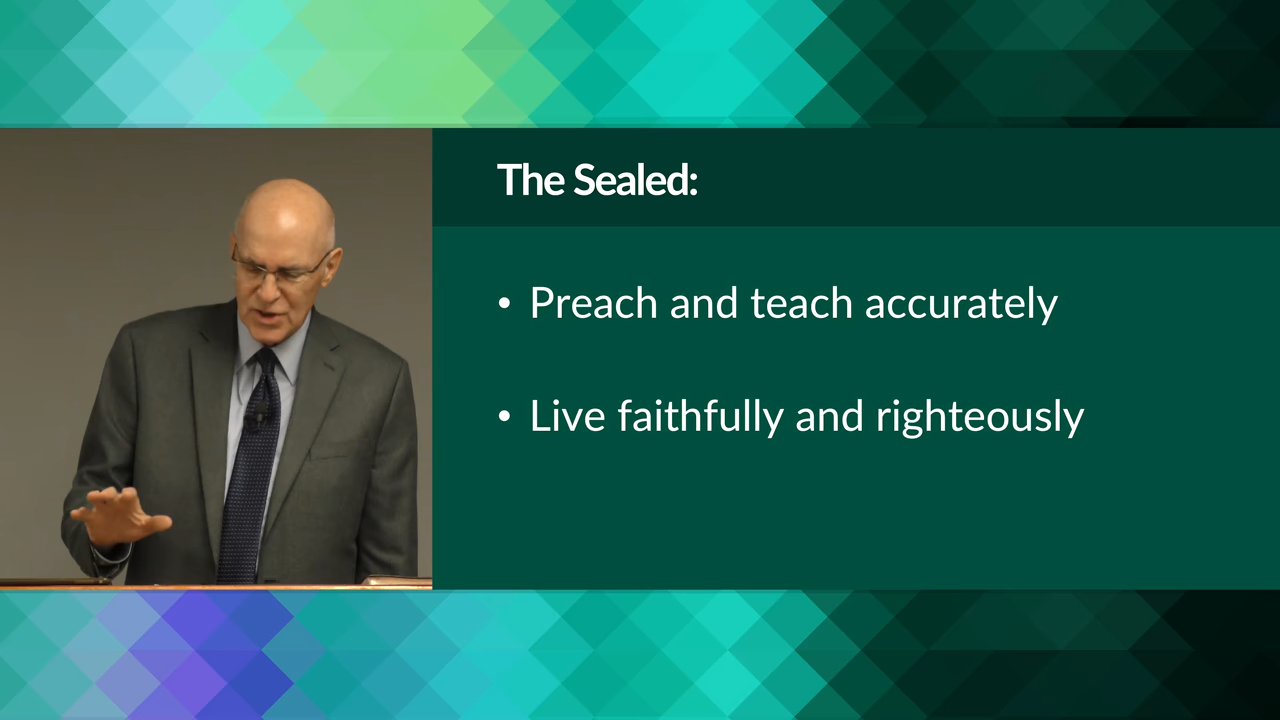 The Sealed:
• Preach and teach accurately
• Live faithfully and righteously